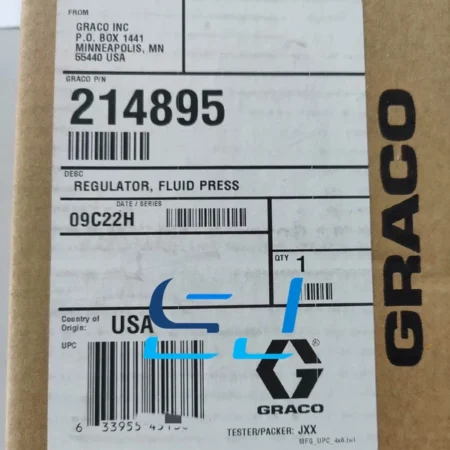 FROM
GRACO INC
P.O. BOX 1441
MINNEAPOLIS, MN
55440 USA
GRACO P/N
214895
DESC
REGULATOR, FLUID PRESS
DATE / SERIES
09C22H
QTY
1
Country of
Origin:
USA
UPC
6 33955
GRACO
TESTER/PACKER: JXX
GRACO